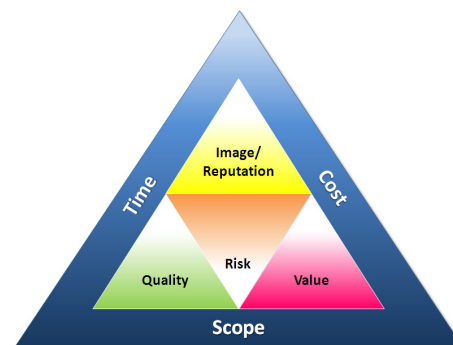 Image/
Reputation
Time
Cost
Risk
Quality
Value
Scope